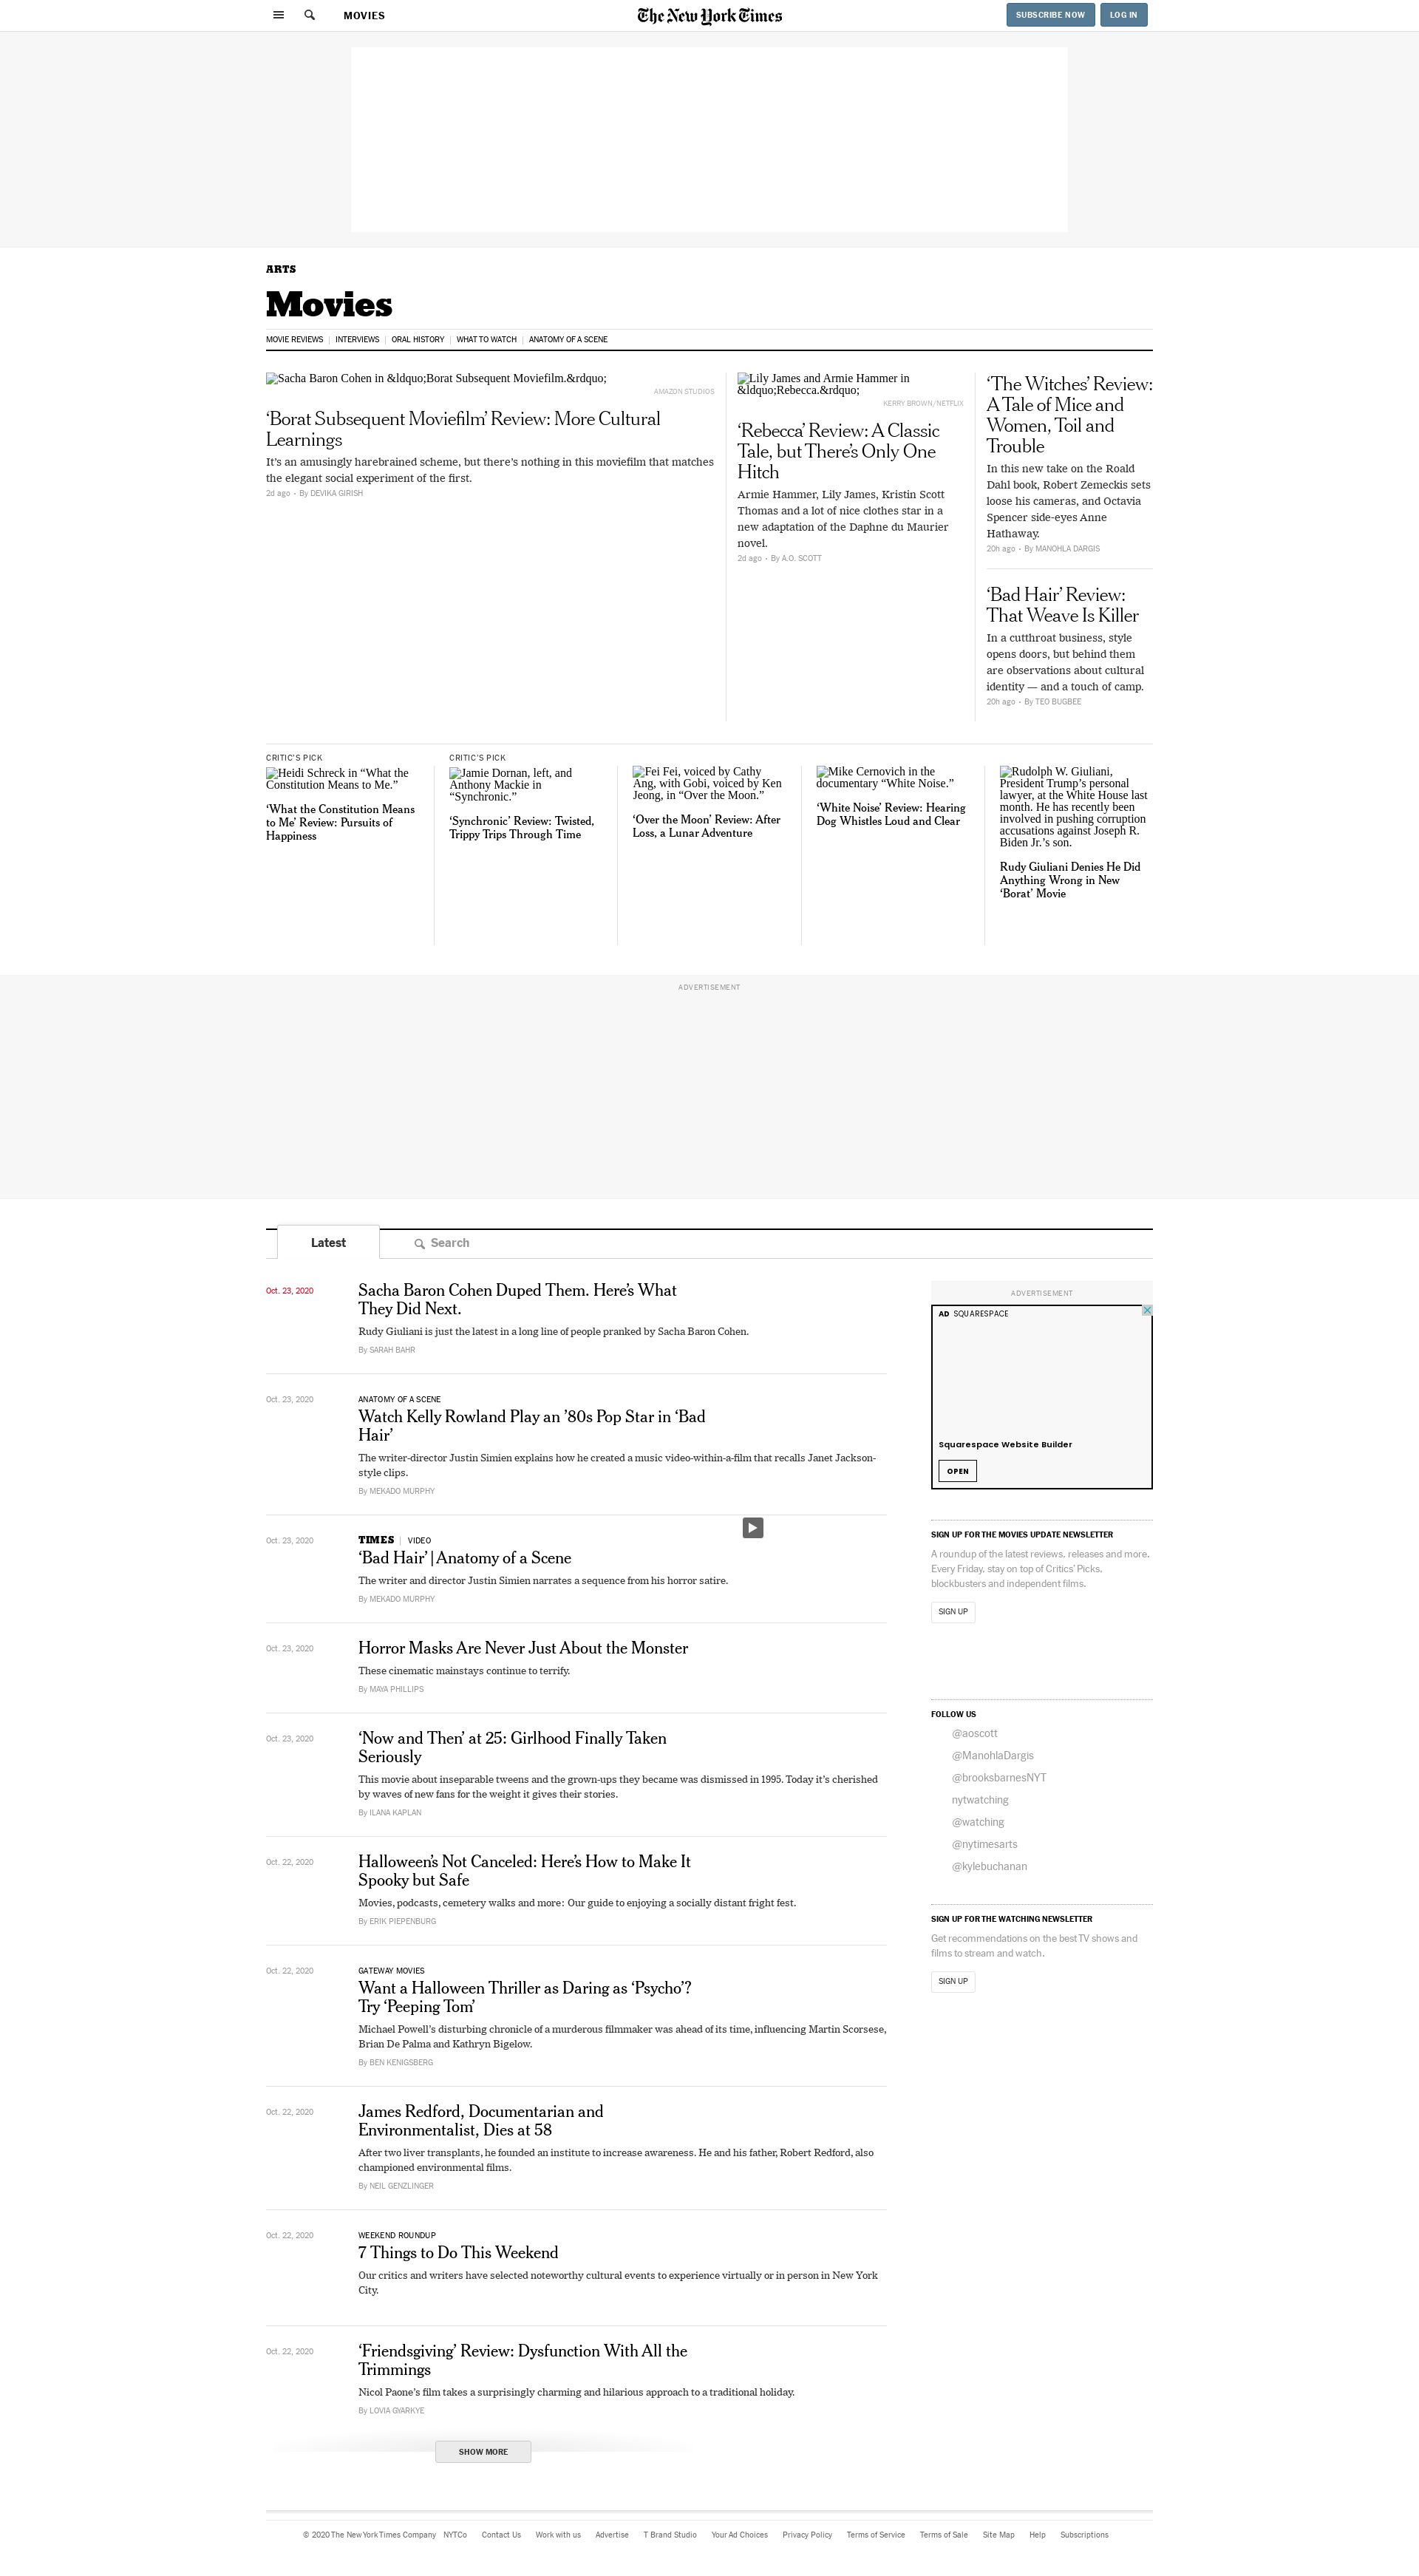 MOVIES
The New York Times
SUBSCRIBE NOW
LOG IN
ARTS
Movies
MOVIE REVIEWS
INTERVIEWS
ORAL HISTORY
WHAT TO WATCH
ANATOMY OF A SCENE
Sacha Baron Cohen in &ldquo;Borat Subsequent Moviefilm.&rdquo;
AMAZON STUDIOS
‘Borat Subsequent Moviefilm’ Review: More Cultural
Learnings
It’s an amusingly harebrained scheme, but there’s nothing in this moviefilm that matches
the elegant social experiment of the first.
2d ago • By DEVIKA GIRISH
Lily James and Armie Hammer in
&ldquo;Rebecca.&rdquo;
KERRY BROWN/NETFLIX
‘Rebecca’ Review: A Classic
Tale, but There’s Only One
Hitch
Armie Hammer, Lily James, Kristin Scott
Thomas and a lot of nice clothes star in a
new adaptation of the Daphne du Maurier
novel.
2d ago • By A.O. SCOTT
‘The Witches’ Review:
A Tale of Mice and
Women, Toil and
Trouble
In this new take on the Roald
Dahl book, Robert Zemeckis sets
loose his cameras, and Octavia
Spencer side-eyes Anne
Hathaway.
20h ago • By MANOHLA DARGIS
‘Bad Hair’ Review:
That Weave Is Killer
In a cutthroat business, style
opens doors, but behind them
are observations about cultural
identity — and a touch of camp.
20h ago • By TEO BUGBEE
CRITIC’S PICK
Heidi Schreck in “What the
Constitution Means to Me.”
‘What the Constitution Means
to Me’ Review: Pursuits of
Happiness
CRITIC’S PICK
Jamie Dornan, left, and
Anthony Mackie in
“Synchronic.”
‘Synchronic’ Review: Twisted,
Trippy Trips Through Time
Fei Fei, voiced by Cathy
Ang, with Gobi, voiced by Ken
Jeong, in “Over the Moon.”
‘Over the Moon’ Review: After
Loss, a Lunar Adventure
Mike Cernovich in the
documentary “White Noise.”
‘White Noise’ Review: Hearing
Dog Whistles Loud and Clear
Rudolph W. Giuliani,
President Trump’s personal
lawyer, at the White House last
month. He has recently been
involved in pushing corruption
accusations against Joseph R.
Biden Jr.’s son.
Rudy Giuliani Denies He Did
Anything Wrong in New
‘Borat’ Movie
ADVERTISEMENT
Latest
Search
Oct. 23, 2020
Sacha Baron Cohen Duped Them. Here’s What
They Did Next.
Rudy Giuliani is just the latest in a long line of people pranked by Sacha Baron Cohen.
By SARAH BAHR
Oct. 23, 2020
ANATOMY OF A SCENE
Watch Kelly Rowland Play an ’80s Pop Star in ‘Bad
Hair’
The writer-director Justin Simien explains how he created a music video-within-a-film that recalls Janet Jackson-
style clips.
By MEKADO MURPHY
Oct. 23, 2020
TIMES | VIDEO
‘Bad Hair’ | Anatomy of a Scene
The writer and director Justin Simien narrates a sequence from his horror satire.
By MEKADO MURPHY
Oct. 23, 2020
Horror Masks Are Never Just About the Monster
These cinematic mainstays continue to terrify.
By MAYA PHILLIPS
Oct. 23, 2020
‘Now and Then’ at 25: Girlhood Finally Taken
Seriously
This movie about inseparable tweens and the grown-ups they became was dismissed in 1995. Today it’s cherished
by waves of new fans for the weight it gives their stories.
By ILANA KAPLAN
Oct. 22, 2020
Halloween’s Not Canceled: Here’s How to Make It
Spooky but Safe
Movies, podcasts, cemetery walks and more: Our guide to enjoying a socially distant fright fest.
By ERIK PIEPENBURG
Oct. 22, 2020
GATEWAY MOVIES
Want a Halloween Thriller as Daring as ‘Psycho’?
Try ‘Peeping Tom’
Michael Powell’s disturbing chronicle of a murderous filmmaker was ahead of its time, influencing Martin Scorsese,
Brian De Palma and Kathryn Bigelow.
By BEN KENIGSBERG
Oct. 22, 2020
James Redford, Documentarian and
Environmentalist, Dies at 58
After two liver transplants, he founded an institute to increase awareness. He and his father, Robert Redford, also
championed environmental films.
By NEIL GENZLINGER
Oct. 22, 2020
WEEKEND ROUNDUP
7 Things to Do This Weekend
Our critics and writers have selected noteworthy cultural events to experience virtually or in person in New York
City.
Oct. 22, 2020
‘Friendsgiving’ Review: Dysfunction With All the
Trimmings
Nicol Paone’s film takes a surprisingly charming and hilarious approach to a traditional holiday.
By LOVIA GYARKYE
SHOW MORE
ADVERTISEMENT
AD SQUARESPACE
Squarespace Website Builder
OPEN
SIGN UP FOR THE MOVIES UPDATE NEWSLETTER
A roundup of the latest reviews, releases and more.
Every Friday, stay on top of Critics’ Picks,
blockbusters and independent films.
SIGN UP
FOLLOW US
@aoscott
@ManohlaDargis
@brooksbarnesNYT
nytwatching
@watching
@nytimesarts
@kylebuchanan
SIGN UP FOR THE WATCHING NEWSLETTER
Get recommendations on the best TV shows and
films to stream and watch.
SIGN UP
© 2020 The New York Times Company NYTCo Contact Us Work with us Advertise T Brand Studio Your Ad Choices Privacy Policy Terms of Service Terms of Sale Site Map Help Subscriptions